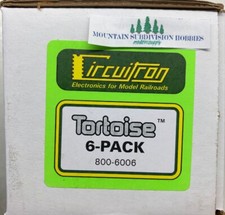 MOUNTAIN SUBDIVISION HOBBIES
Circuitron
Electronics for Model Railroads
Tortoise™
6-PACK
800-6006